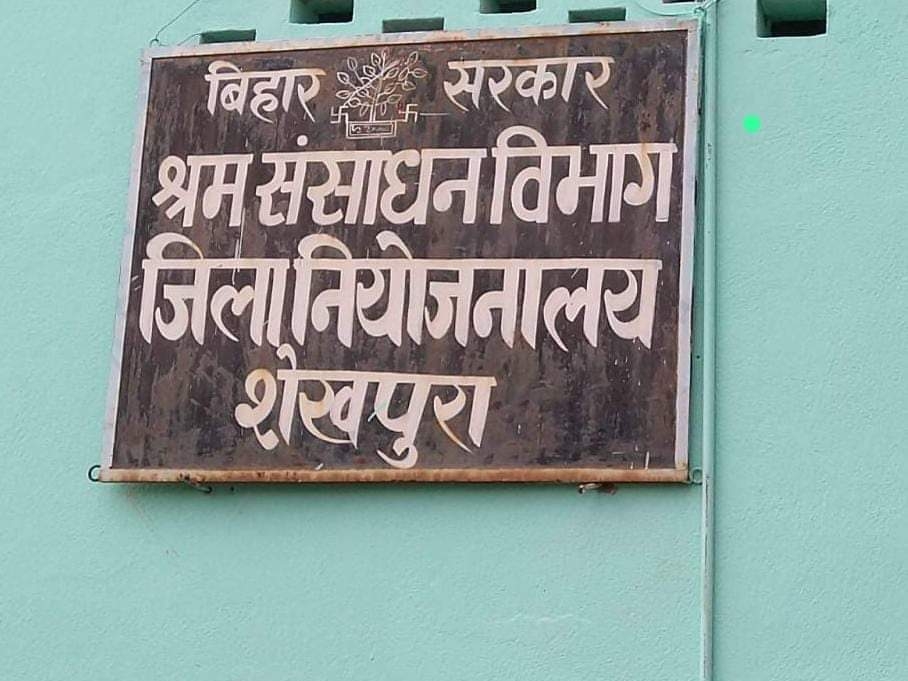 बिहार सरकार
श्रम संसाधन विभाग
जिला नियोजनालय
शेखपुरा